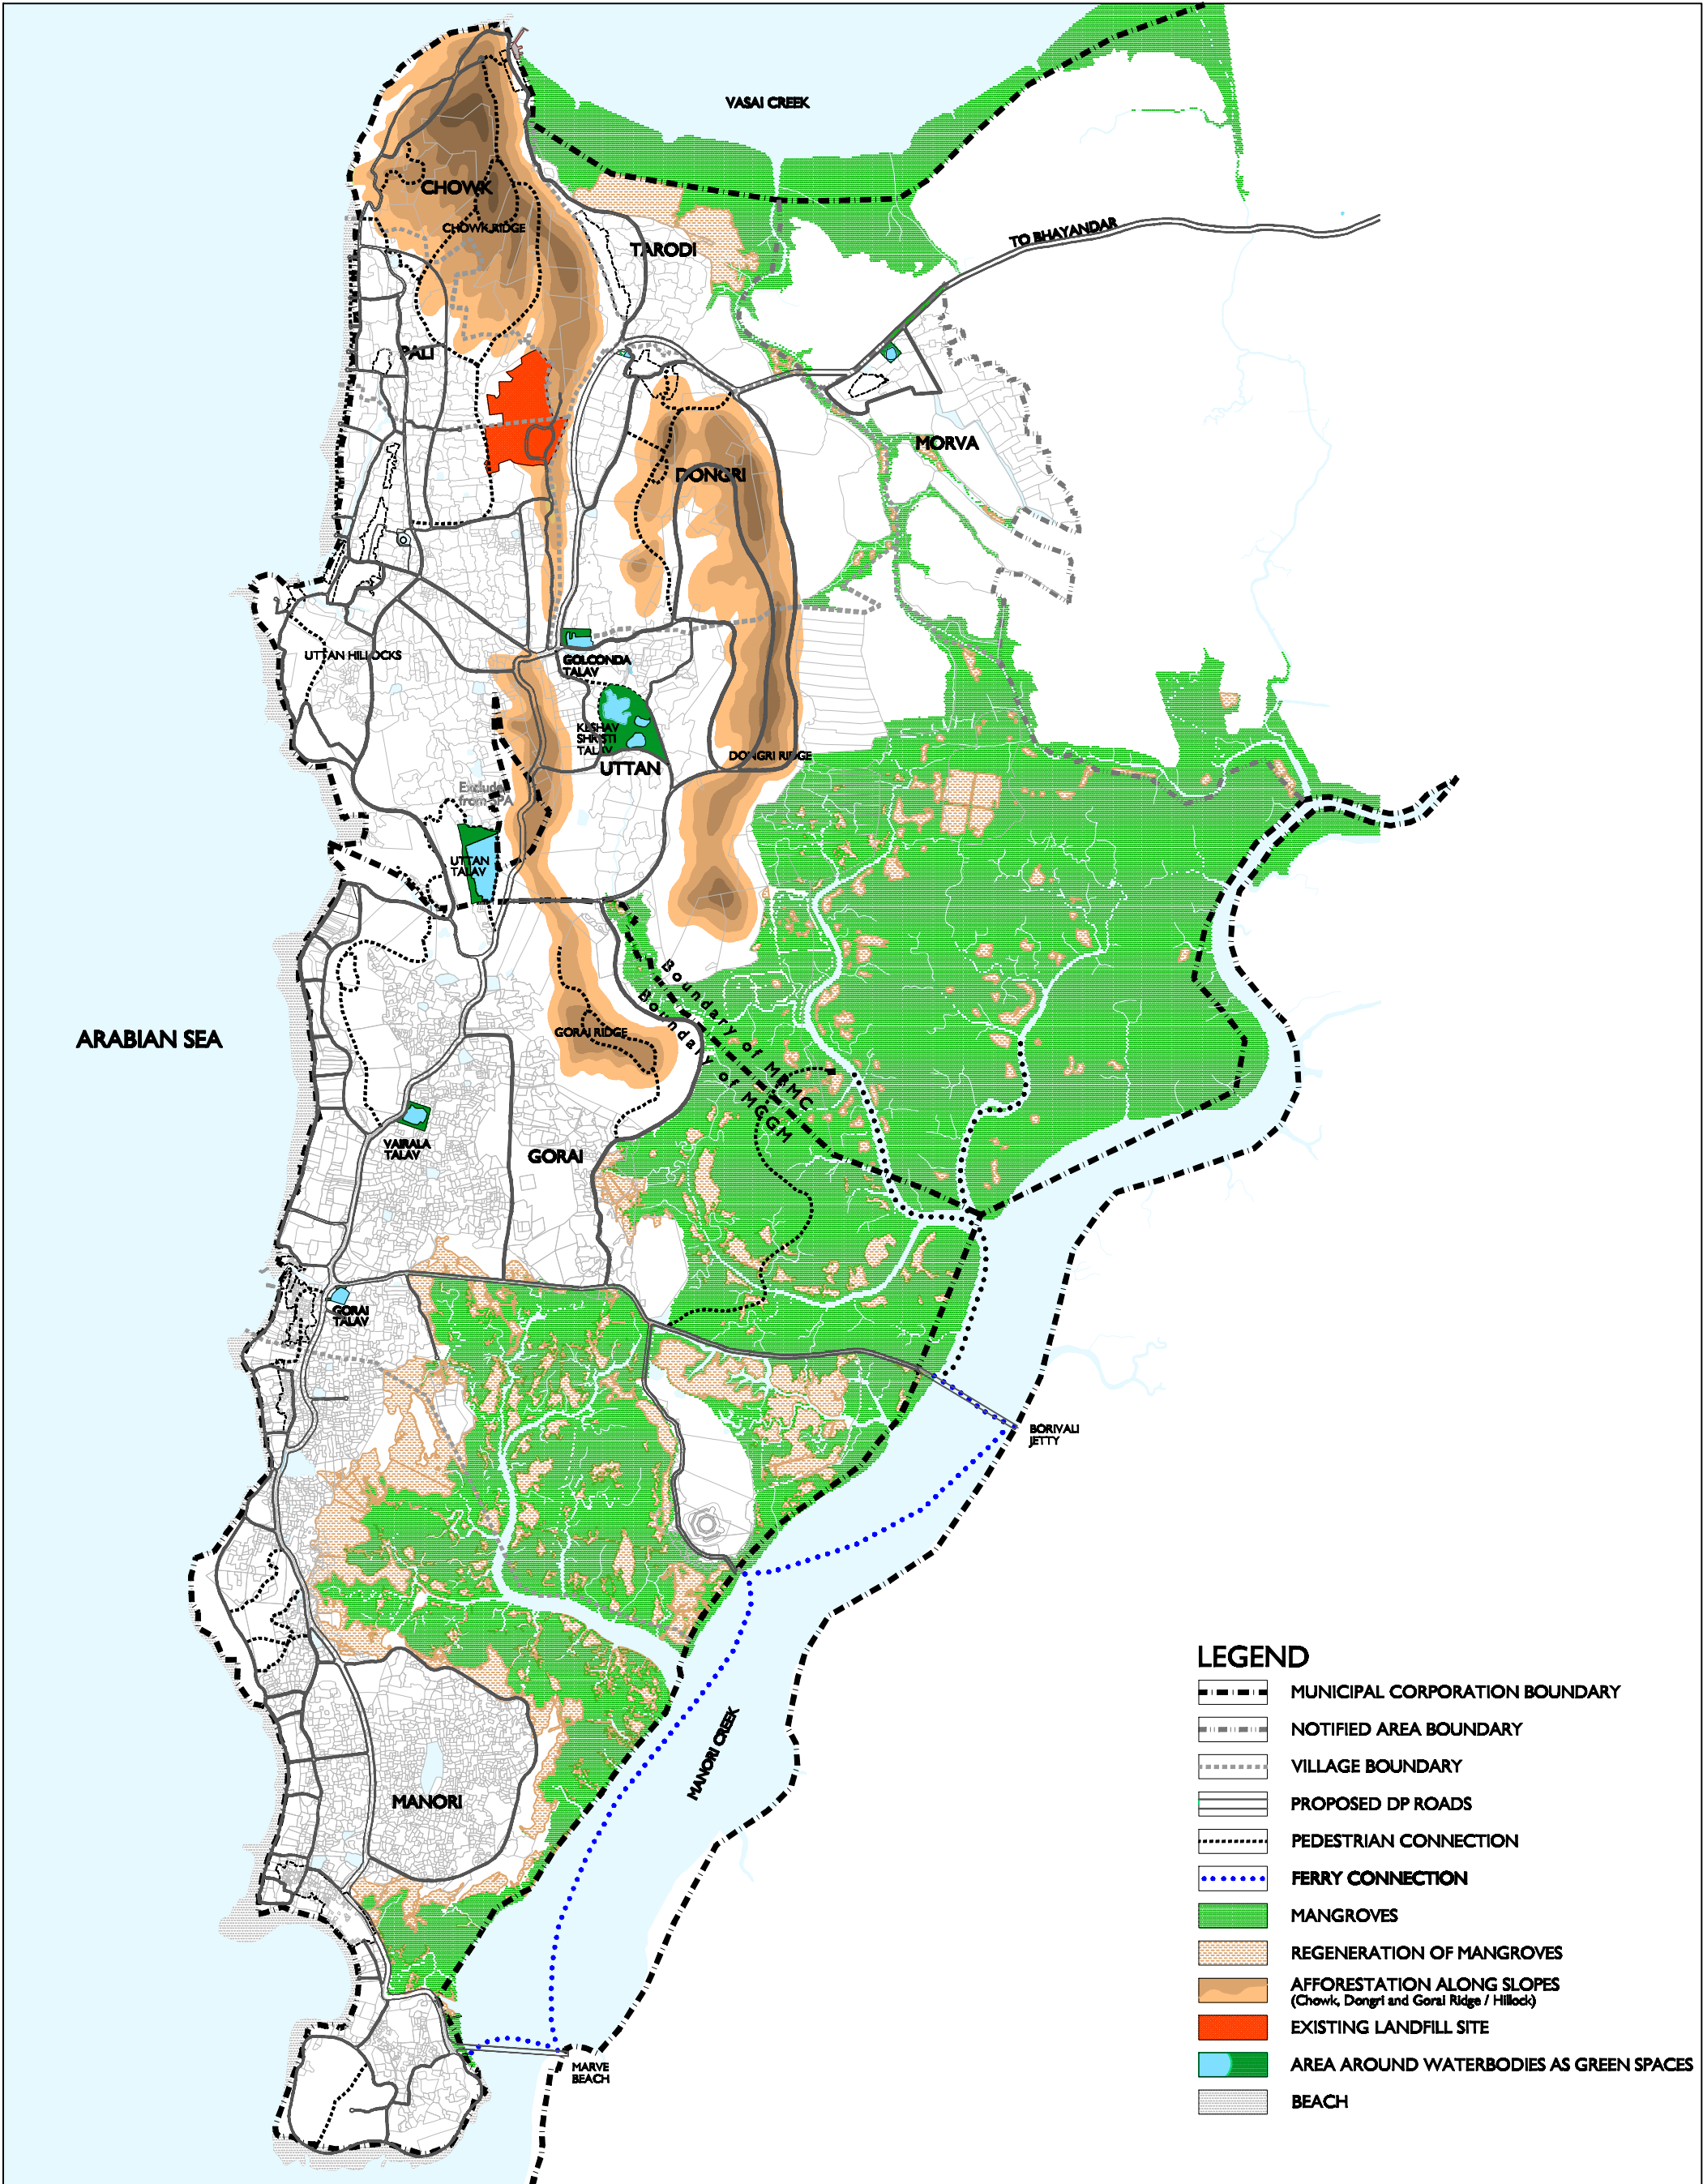 VASAI CREEK
CHOWK
CHOWK RIDGE
TARODI
TO BHAYANDAR
PALI
MORVA
DONGRI
UTTAN HILLOCKS
GOLCONDA
TALAV
KESHAV
SHRISTI
TALAV
UTTAN
DONGRI RIDGE
Exclude
from SPA
UTTAN
TALAV
Boundary of MBMC
Boundary of MCGM
GORAI RIDGE
ARABIAN SEA
VAIRALA
TALAV
GORAI
GORAI
TALAV
BORIVALI
JETTY
MANORI CREEK
MANORI
MARVE
BEACH
LEGEND
MUNICIPAL CORPORATION BOUNDARY
NOTIFIED AREA BOUNDARY
VILLAGE BOUNDARY
PROPOSED DP ROADS
PEDESTRIAN CONNECTION
FERRY CONNECTION
MANGROVES
REGENERATION OF MANGROVES
AFFORESTATION ALONG SLOPES
(Chowk, Dongri and Gorai Ridge / Hillock)
EXISTING LANDFILL SITE
AREA AROUND WATERBODIES AS GREEN SPACES
BEACH